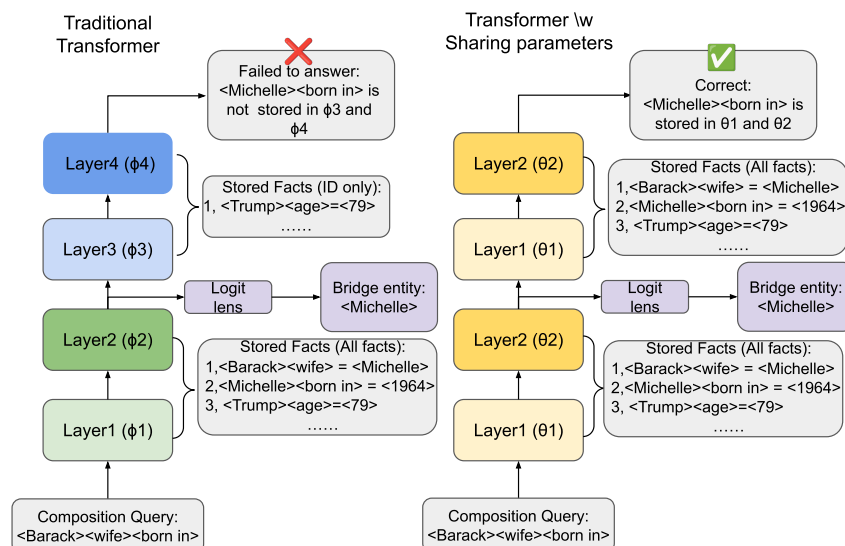 Traditional
Transformer
Failed to answer:
<Michelle><born in> is
not stored in ϕ3 and
ϕ4
Layer4 (ϕ4)
Stored Facts (ID only):
1, <Trump><age>=<79>
......
Layer3 (ϕ3)
Logit
lens
Bridge entity:
<Michelle>
Layer2 (ϕ2)
Stored Facts (All facts):
1,<Barack><wife> = <Michelle>
2,<Michelle><born in> = <1964>
3, <Trump><age>=<79>
......
Layer1 (ϕ1)
Composition Query:
<Barack><wife><born in>
Transformer \w
Sharing parameters
Correct:
<Michelle><born in> is
stored in θ1 and θ2
Layer2 (θ2)
Stored Facts (All facts):
1,<Barack><wife> = <Michelle>
2,<Michelle><born in> = <1964>
3, <Trump><age>=<79>
......
Layer1 (θ1)
Logit
lens
Bridge entity:
<Michelle>
Layer2 (θ2)
Stored Facts (All facts):
1,<Barack><wife> = <Michelle>
2,<Michelle><born in> = <1964>
3, <Trump><age>=<79>
......
Layer1 (θ1)
Composition Query:
<Barack><wife><born in>